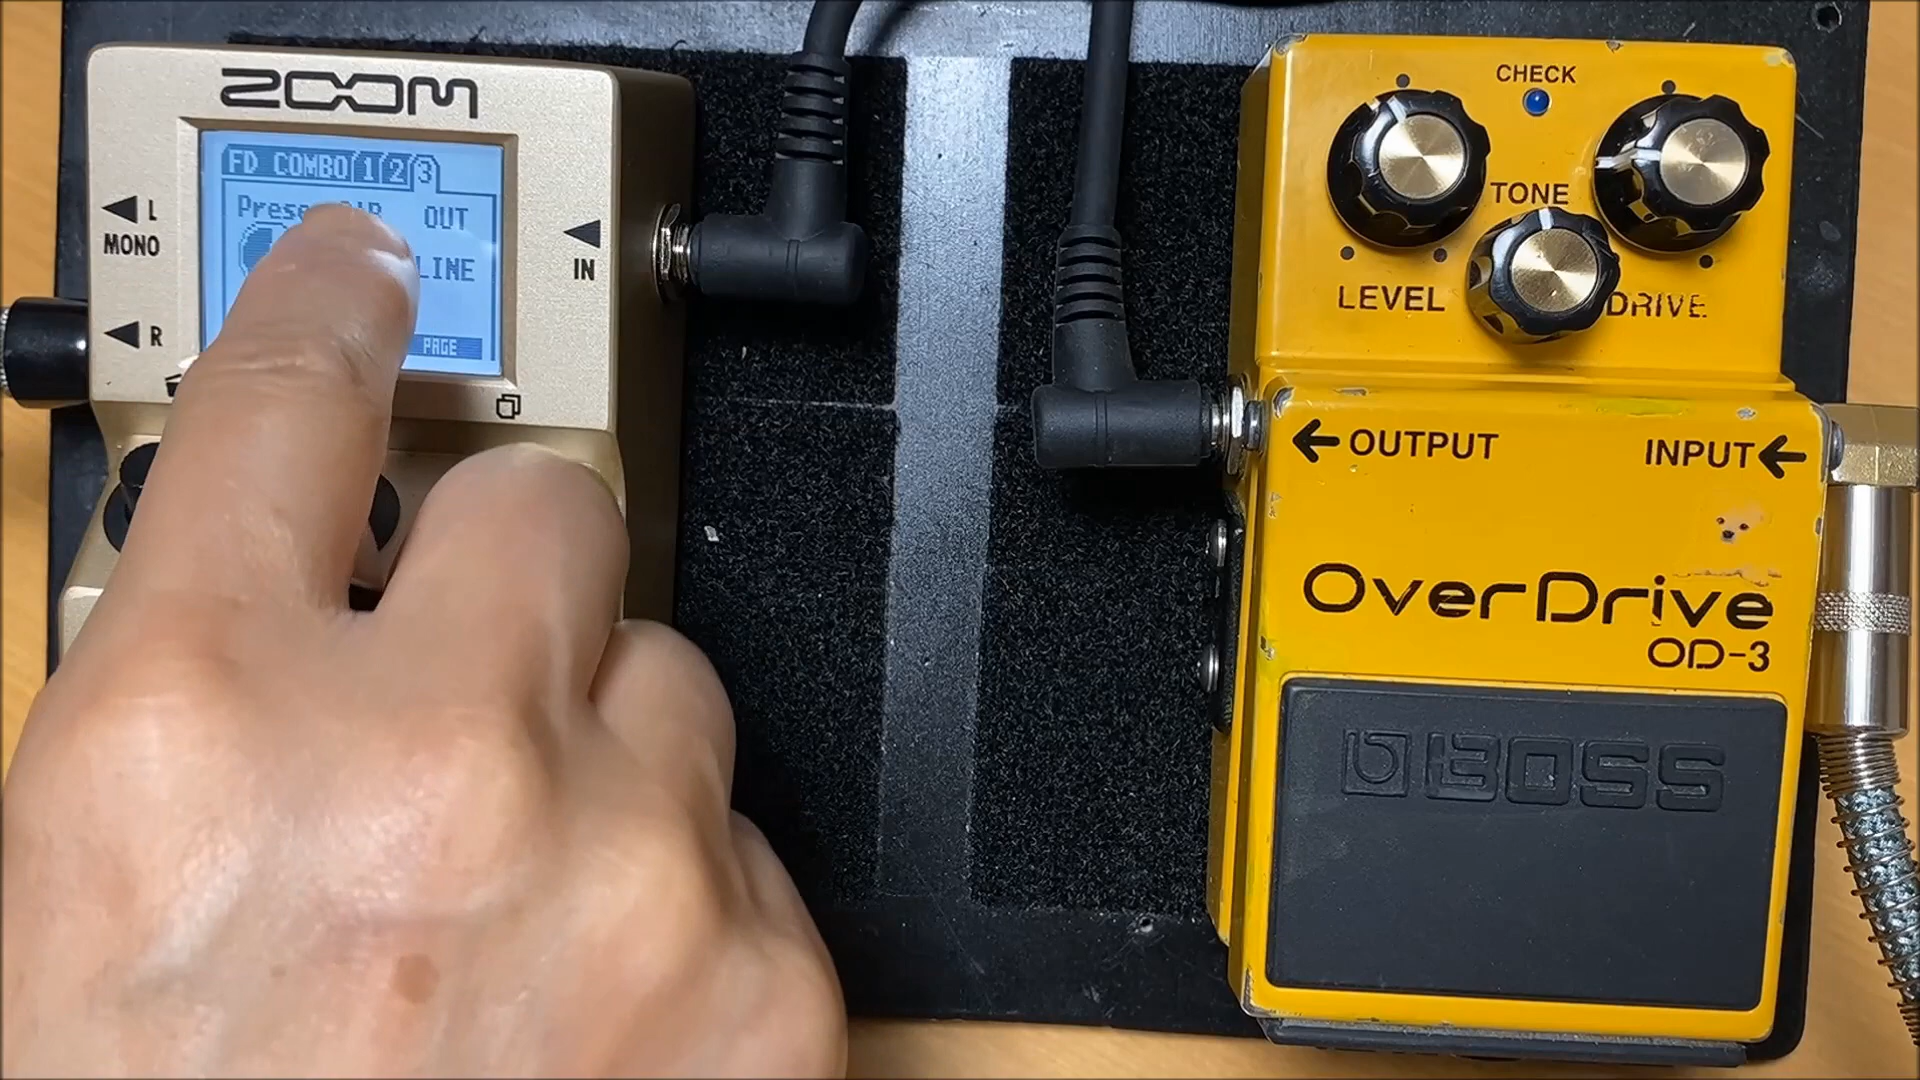 ZOOM
FD COMBO 1 2 3
OUT
LINE
PAGE
L
MONO
R
IN
CHECK
TONE
LEVEL
DRIVE
OUTPUT
INPUT
OverDrive
OD-3
BOSS